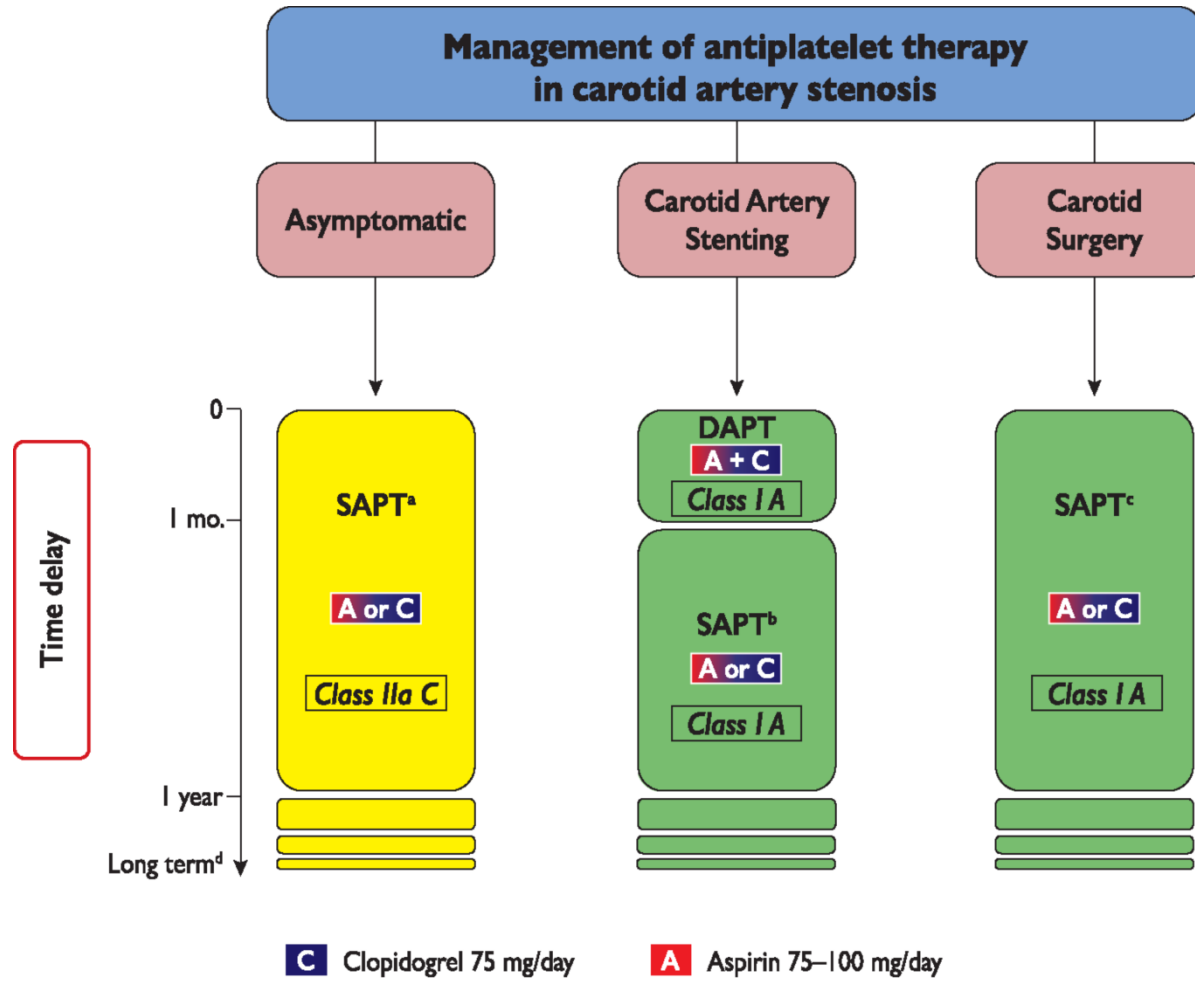 Management of antiplatelet therapy
in carotid artery stenosis
Asymptomatic
Carotid Artery
Stenting
Carotid
Surgery
Time delay
0
1 mo.
1 year
Long termᵈ
SAPTᵃ
A or C
Class IIa C
DAPT
A + C
Class I A
SAPTᵇ
A or C
Class I A
SAPTᶜ
A or C
Class I A
C Clopidogrel 75 mg/day
A Aspirin 75–100 mg/day